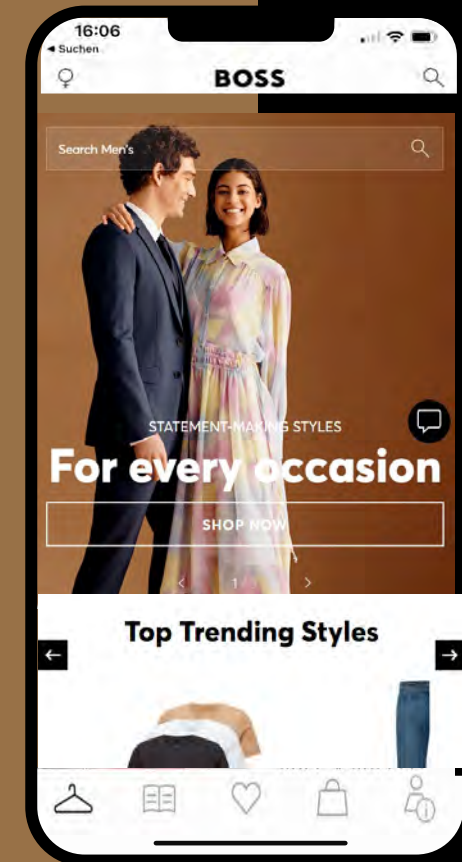 16:06
◄ Suchen
BOSS
Search Men's
STATEMENT-MAKING STYLES
For every occasion
SHOP NOW
1
Top Trending Styles